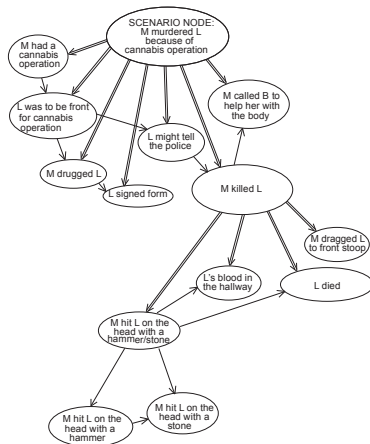 SCENARIO NODE:
M murdered L
because of
cannabis operation
M had a
cannabis
operation
L was to be front
for cannabis
operation
M called B to
help her with
the body
L might tell
the police
M drugged L
L signed form
M killed L
M dragged L
to front stoop
L's blood in
the hallway
L died
M hit L on the
head with a
hammer/stone
M hit L on the
head with a
hammer
M hit L on the
head with a
stone